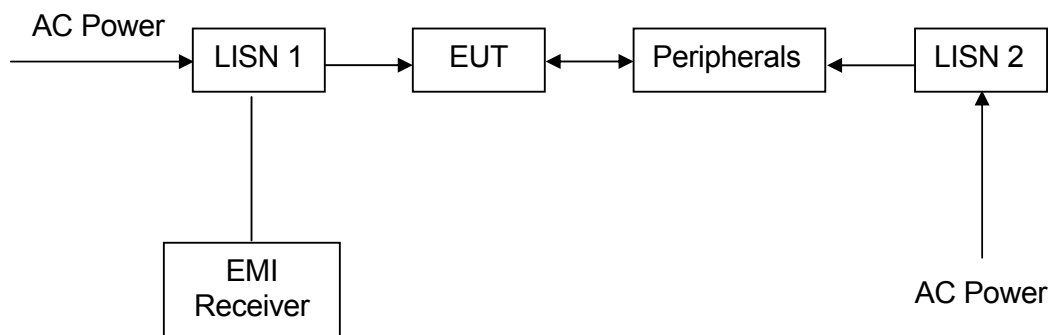 AC Power
LISN 1
EUT
Peripherals
LISN 2
EMI
Receiver
AC Power